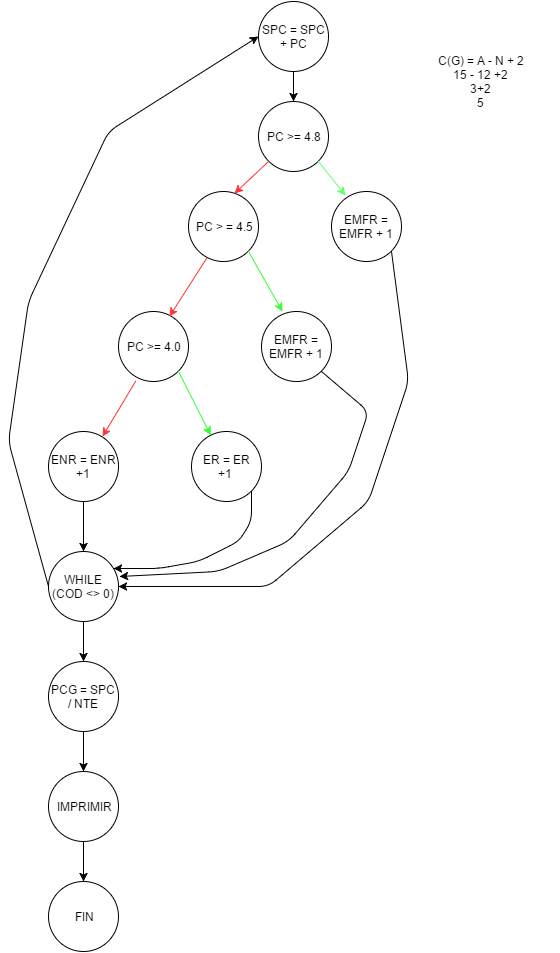 SPC = SPC
+ PC
C(G) = A - N + 2
15 - 12 +2
3+2
5
PC >= 4.8
PC > = 4.5
EMFR =
EMFR + 1
PC >= 4.0
EMFR =
EMFR + 1
ENR = ENR
+1
ER = ER
+1
WHILE
(COD <> 0)
PCG = SPC
/ NTE
IMPRIMIR
FIN